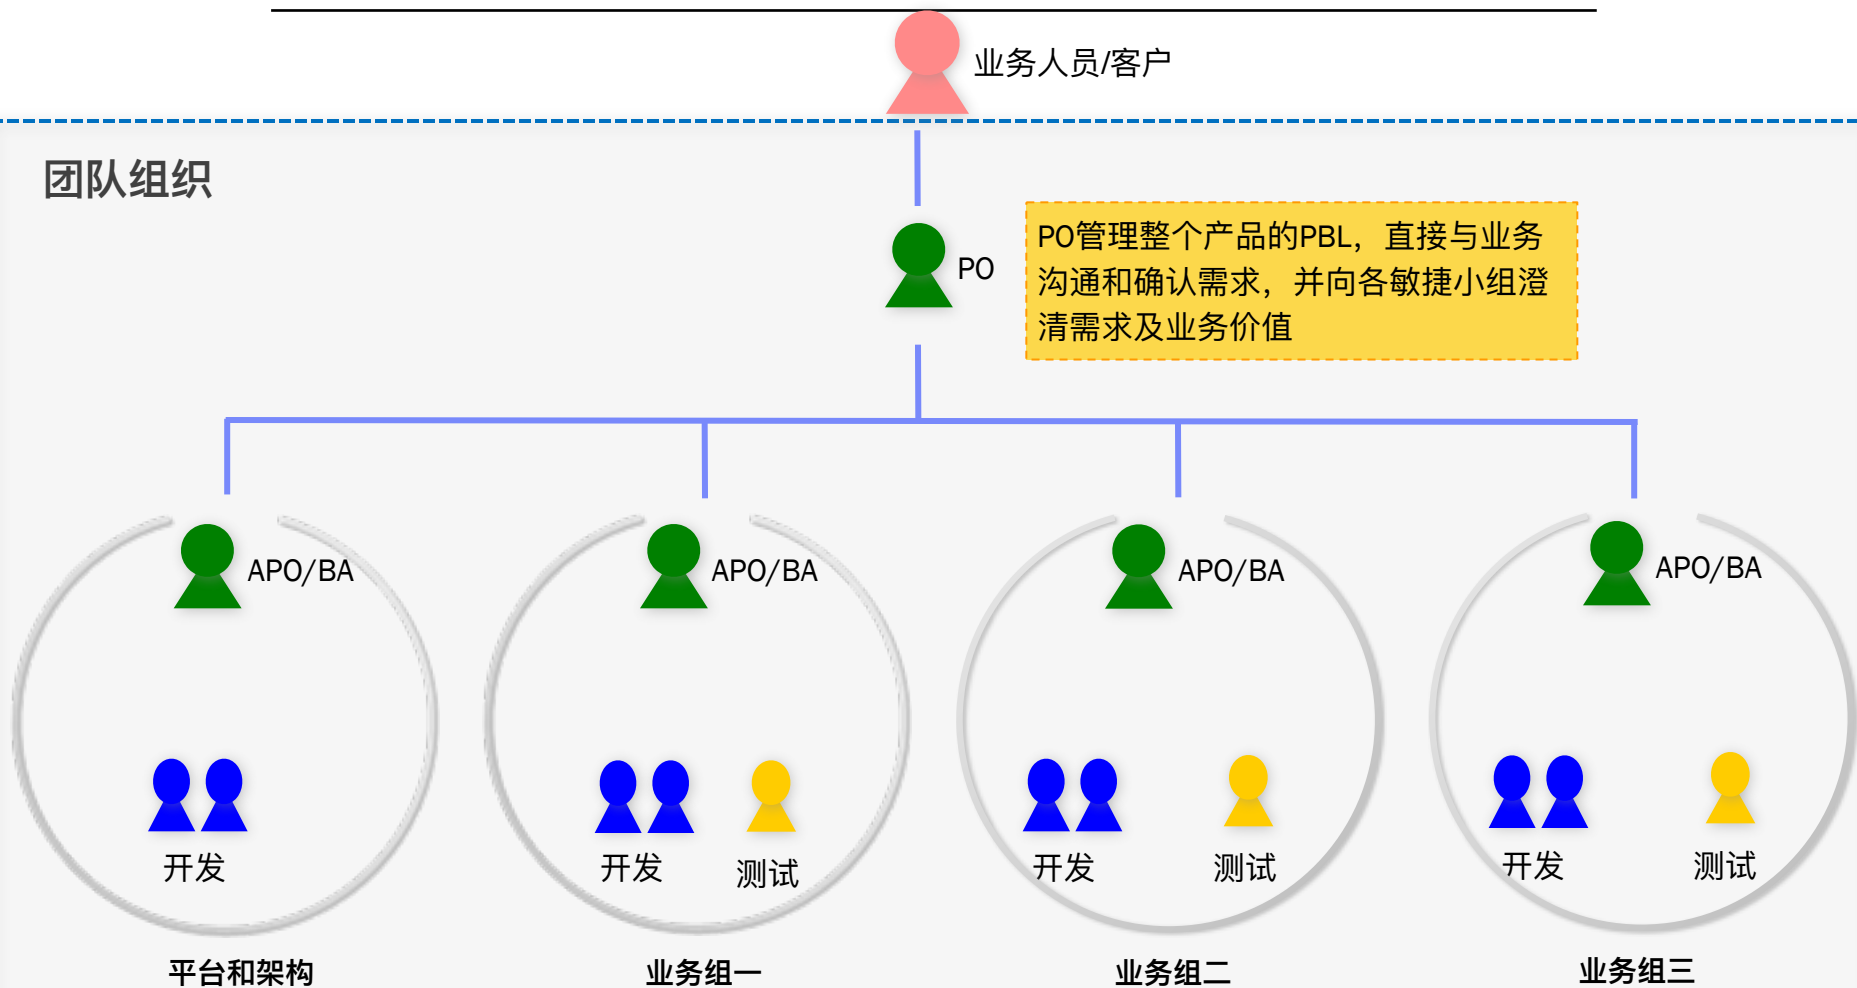 业务人员/客户
团队组织
PO
PO管理整个产品的PBL，直接与业务
沟通和确认需求，并向各敏捷小组澄
清需求及业务价值
APO/BA
APO/BA
APO/BA
APO/BA
开发
开发
测试
开发
测试
开发
测试
平台和架构
业务组一
业务组二
业务组三